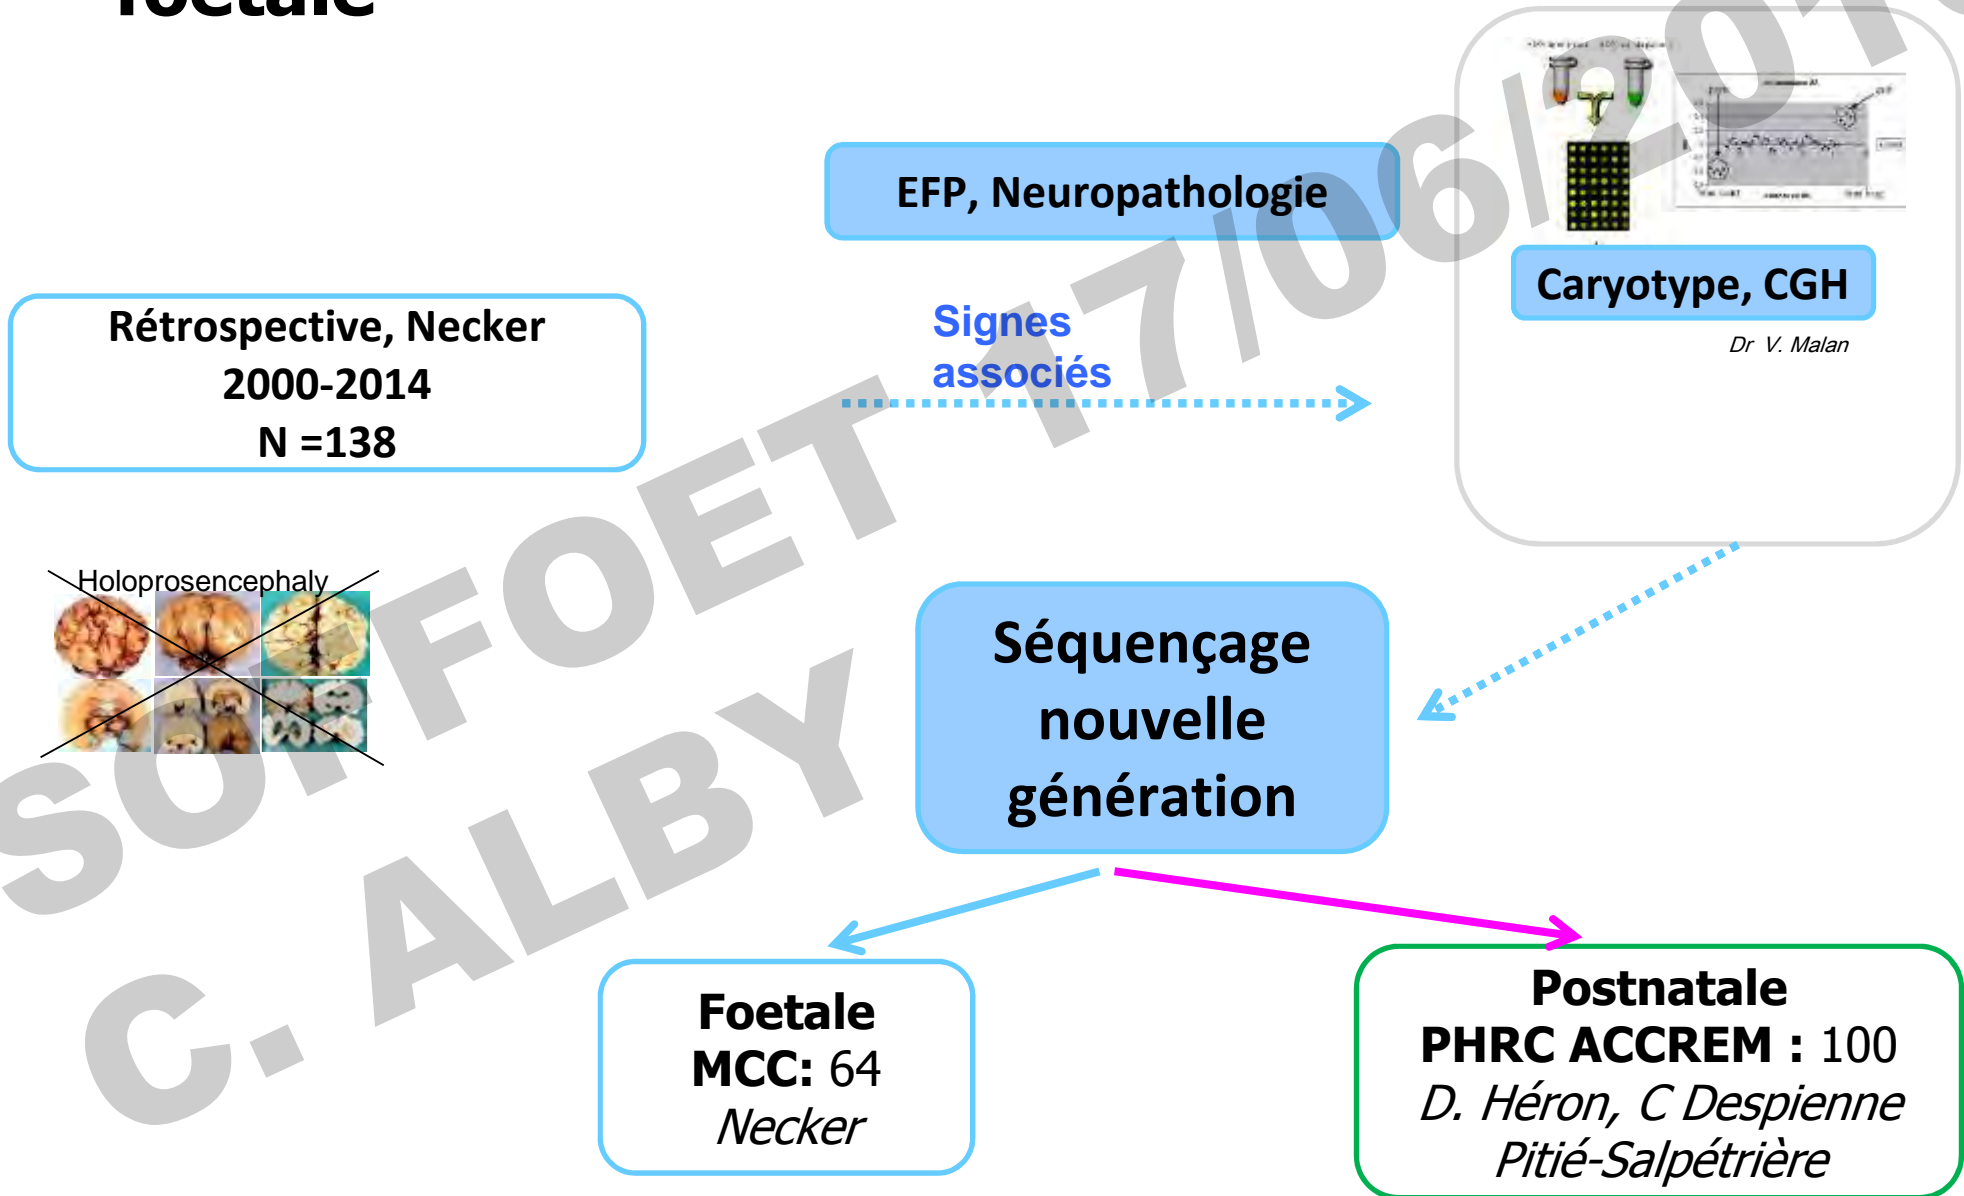 foetale
EFP, Neuropathologie
Caryotype, CGH
Dr V. Malan
Rétrospective, Necker
2000-2014
N =138
Signes
associés
Holoprosencephaly
Séquençage
nouvelle
génération
Foetale
MCC: 64
Necker
Postnatale
PHRC ACCREM : 100
D. Héron, C Despienne
Pitié-Salpétrière
SOFFOET 17/06/201
C. ALBY